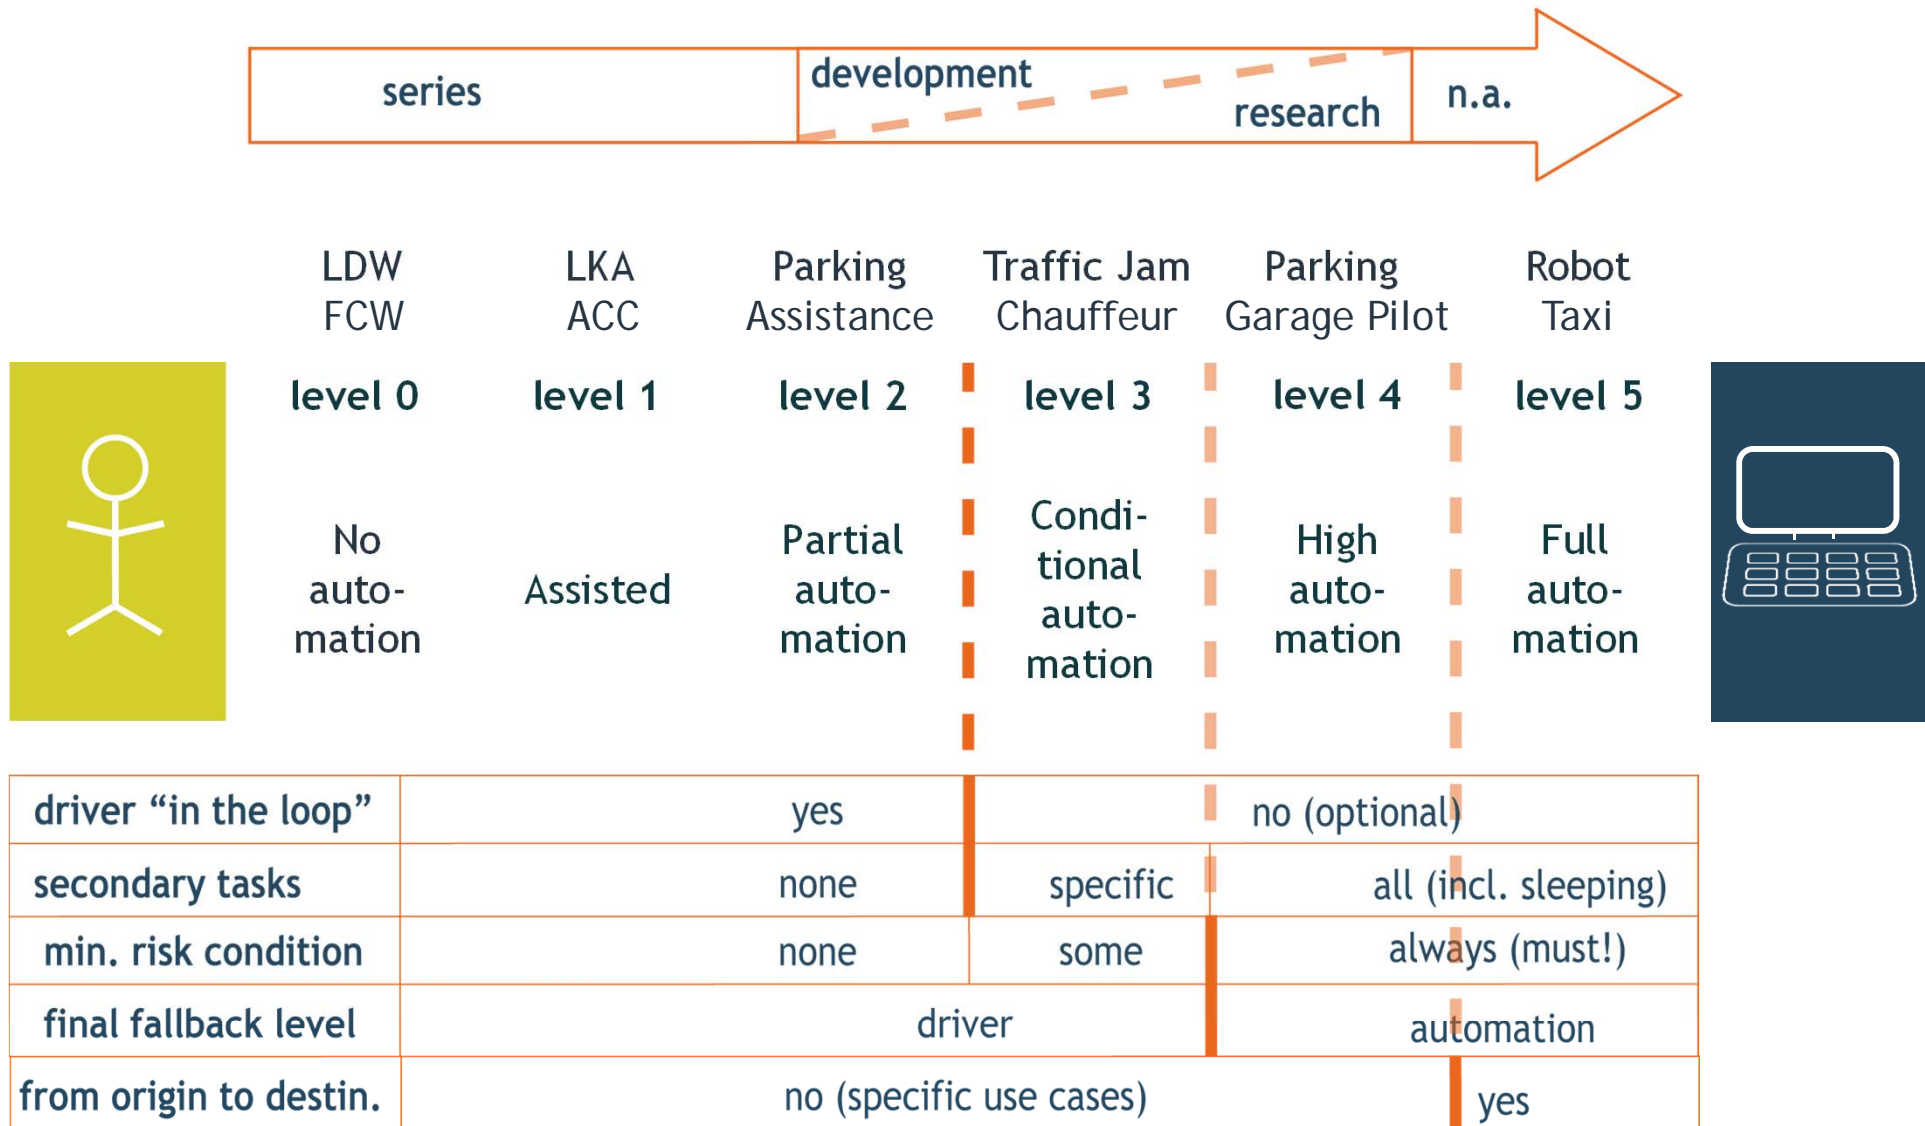 series
development
research
n.a.
LDW
FCW
LKA
ACC
Parking
Assistance
Traffic Jam
Chauffeur
Parking
Garage Pilot
Robot
Taxi
level 0
level 1
level 2
level 3
level 4
level 5
No
auto-
mation
Assisted
Partial
auto-
mation
Condi-
tional
auto-
mation
High
auto-
mation
Full
auto-
mation
driver “in the loop”
yes
no (optional)
secondary tasks
none
specific
all (incl. sleeping)
min. risk condition
none
some
always (must!)
final fallback level
driver
automation
from origin to destin.
no (specific use cases)
yes